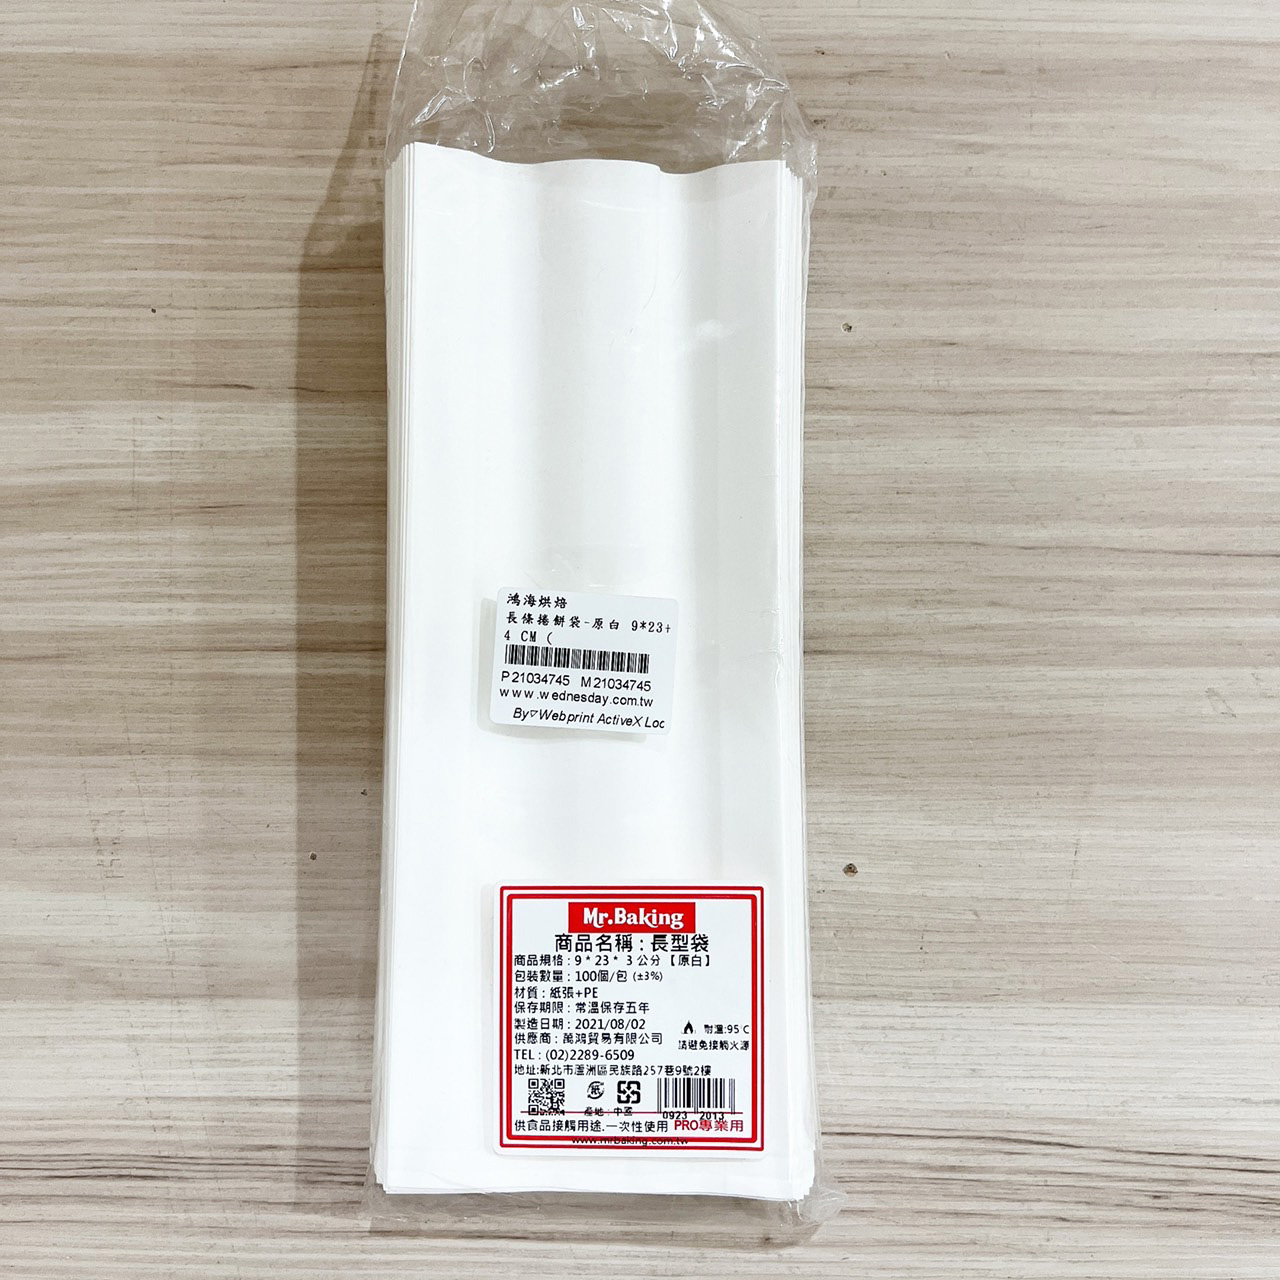 鴻海烘焙
長條捲餅袋-原白 9*23+
4 CM (
P21034745 M21034745
www.wednesday.com.tw
By▽Webprint ActiveX Loc
Mr.Baking
商品名稱：長型袋
商品規格：9*23*3公分【原白】
包裝數量：100個/包 (±3%)
材質：紙張+PE
保存期限：常溫保存五年
製造日期：2021/08/02
耐溫:95℃
供應商：萬鴻貿易有限公司
請避免接觸火源
TEL：(02)2289-6509
地址:新北市蘆洲區民族路257巷9號2樓
紙
產地：中國
0923 2013
供食品接觸用途.一次性使用 PRO專業用
www.mrbaking.com.tw